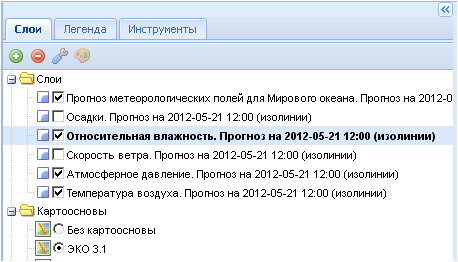 Слои Легенда Инструменты
Слои
Прогноз метеорологических полей для Мирового океана. Прогноз на 2012-0
Осадки. Прогноз на 2012-05-21 12:00 (изолинии)
Относительная влажность. Прогноз на 2012-05-21 12:00 (изолинии)
Скорость ветра. Прогноз на 2012-05-21 12:00 (изолинии)
Атмосферное давление. Прогноз на 2012-05-21 12:00 (изолинии)
Температура воздуха. Прогноз на 2012-05-21 12:00 (изолинии)
Картоосновы
Без картоосновы
ЭКО 3.1